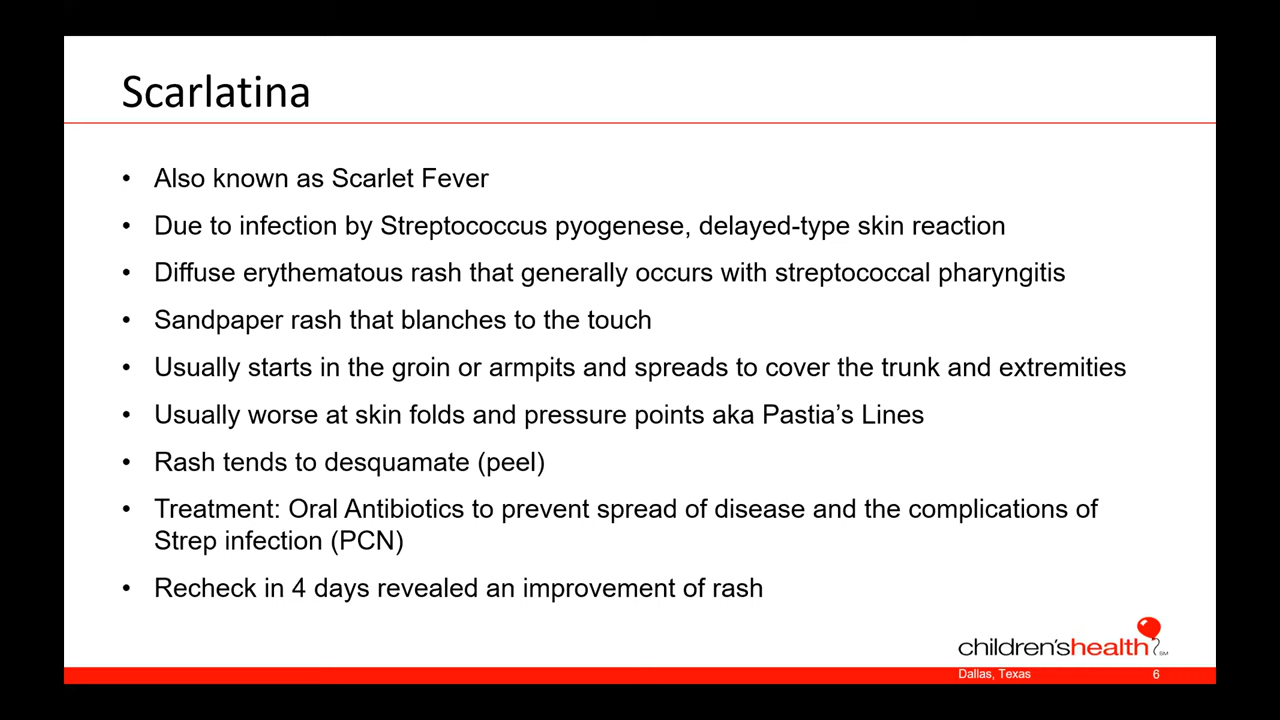 Scarlatina
• Also known as Scarlet Fever
• Due to infection by Streptococcus pyogenese, delayed-type skin reaction
• Diffuse erythematous rash that generally occurs with streptococcal pharyngitis
• Sandpaper rash that blanches to the touch
• Usually starts in the groin or armpits and spreads to cover the trunk and extremities
• Usually worse at skin folds and pressure points aka Pastia’s Lines
• Rash tends to desquamate (peel)
• Treatment: Oral Antibiotics to prevent spread of disease and the complications of
Strep infection (PCN)
• Recheck in 4 days revealed an improvement of rash
children'shealth℠
Dallas, Texas 6